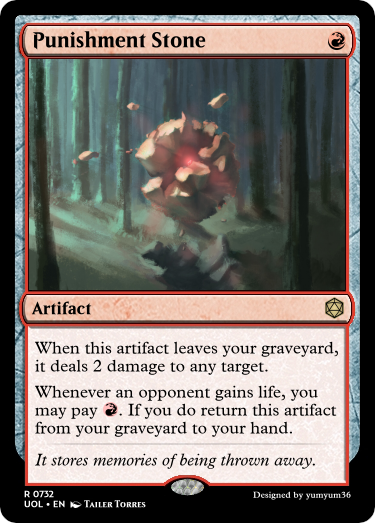 Punishment Stone
Artifact
When this artifact leaves your graveyard,
it deals 2 damage to any target.
Whenever an opponent gains life, you
may pay . If you do return this artifact
from your graveyard to your hand.
It stores memories of being thrown away.
R 0732
UOL • EN Tailer Torres
Designed by yumyum36